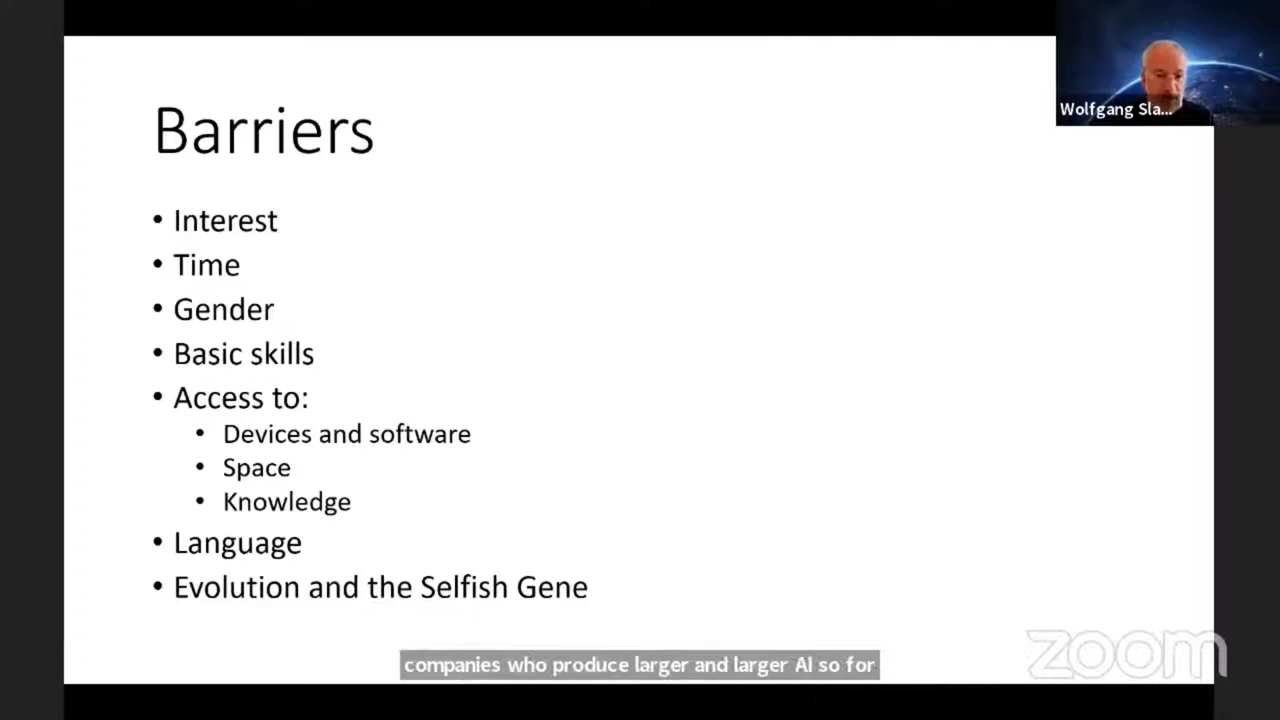 Barriers
Wolfgang Sla...
• Interest
• Time
• Gender
• Basic skills
• Access to:
• Devices and software
• Space
• Knowledge
• Language
• Evolution and the Selfish Gene
companies who produce larger and larger AI so for
zoom